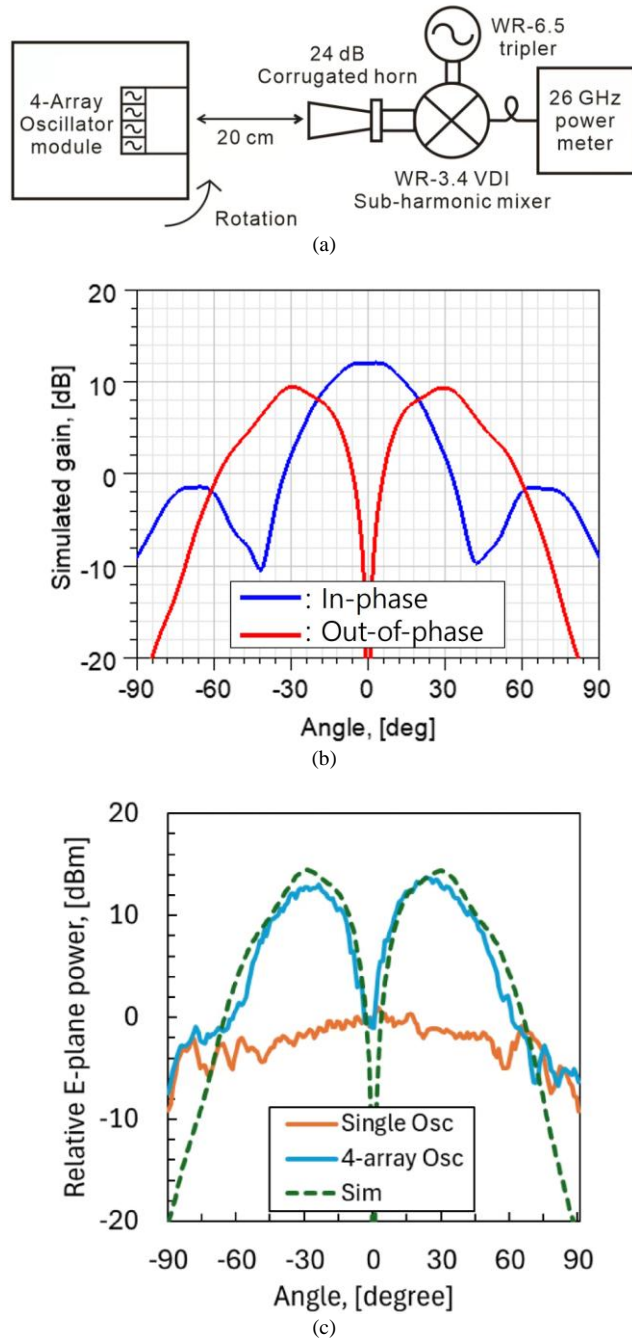 4-Array
Oscillator
module
20 cm
Rotation
24 dB
Corrugated horn
WR-6.5
tripler
WR-3.4 VDI
Sub-harmonic mixer
26 GHz
power
meter
(a)
Simulated gain, [dB]
20
10
0
-10
-20
: In-phase
: Out-of-phase
-90 -60 -30 0 30 60 90
Angle, [deg]
(b)
Relative E-plane power, [dBm]
20
10
0
-10
-20
Single Osc
4-array Osc
Sim
-90 -60 -30 0 30 60 90
Angle, [degree]
(c)